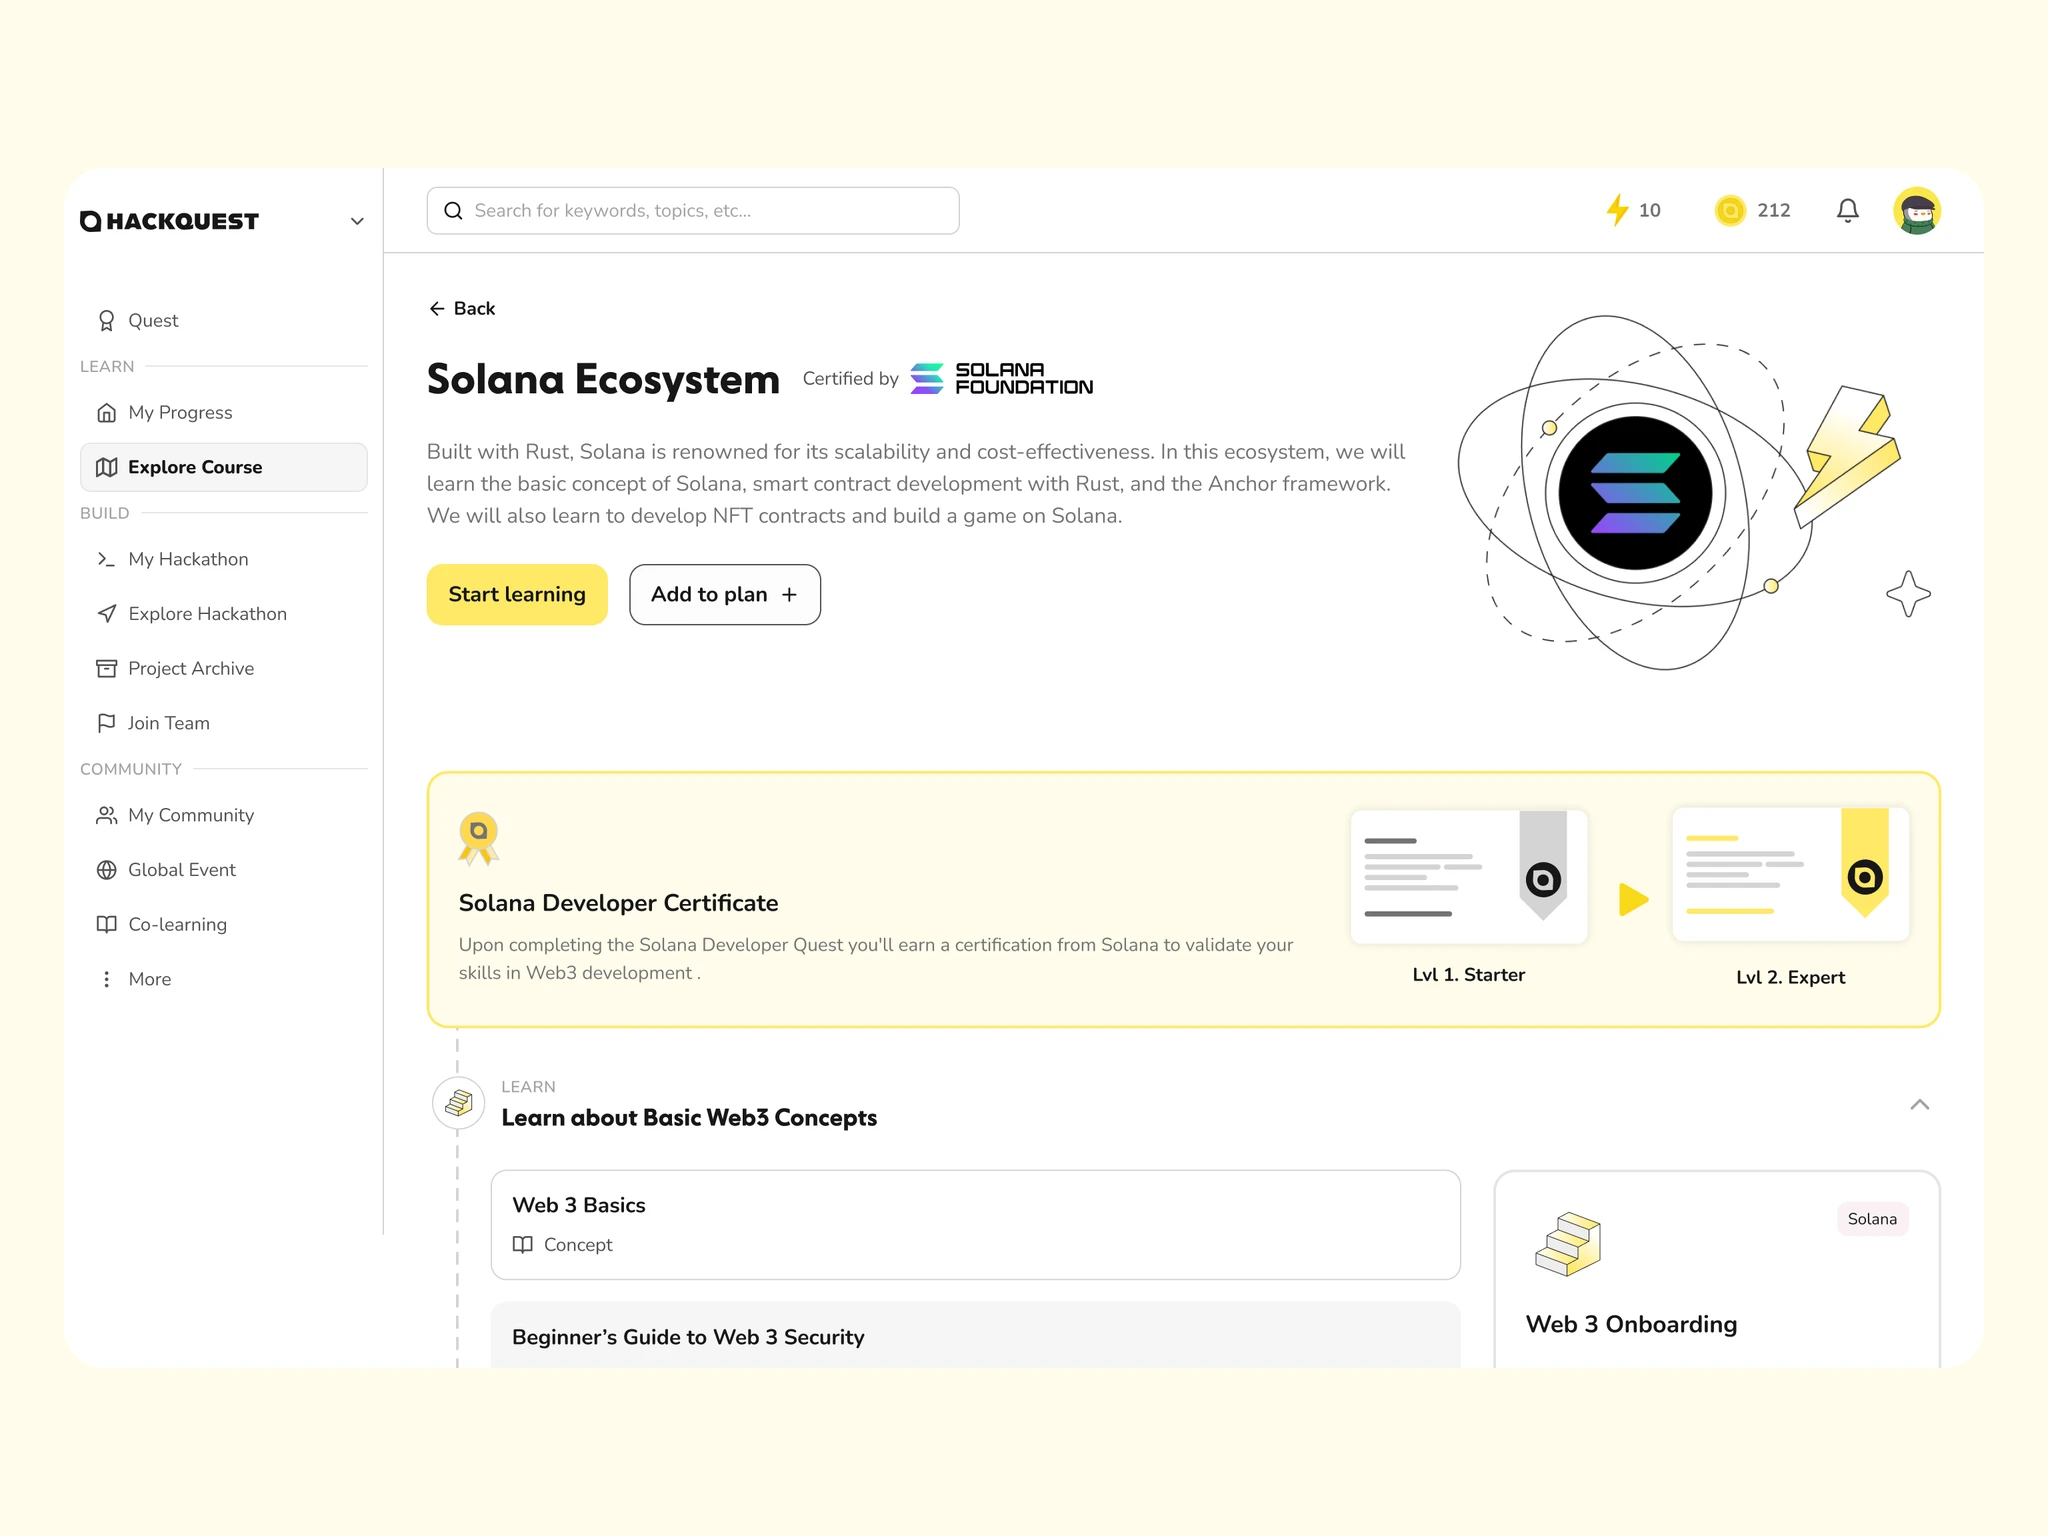 HACKQUEST
Search for keywords, topics, etc...
10
212
Quest
LEARN
My Progress
Explore Course
BUILD
My Hackathon
Explore Hackathon
Project Archive
Join Team
COMMUNITY
My Community
Global Event
Co-learning
More
Back
Solana Ecosystem
Certified by
SOLANA
FOUNDATION
Built with Rust, Solana is renowned for its scalability and cost-effectiveness. In this ecosystem, we will
learn the basic concept of Solana, smart contract development with Rust, and the Anchor framework.
We will also learn to develop NFT contracts and build a game on Solana.
Start learning
Add to plan +
Solana Developer Certificate
Upon completing the Solana Developer Quest you'll earn a certification from Solana to validate your
skills in Web3 development .
Lvl 1. Starter
Lvl 2. Expert
LEARN
Learn about Basic Web3 Concepts
Web 3 Basics
Concept
Beginner’s Guide to Web 3 Security
Solana
Web 3 Onboarding